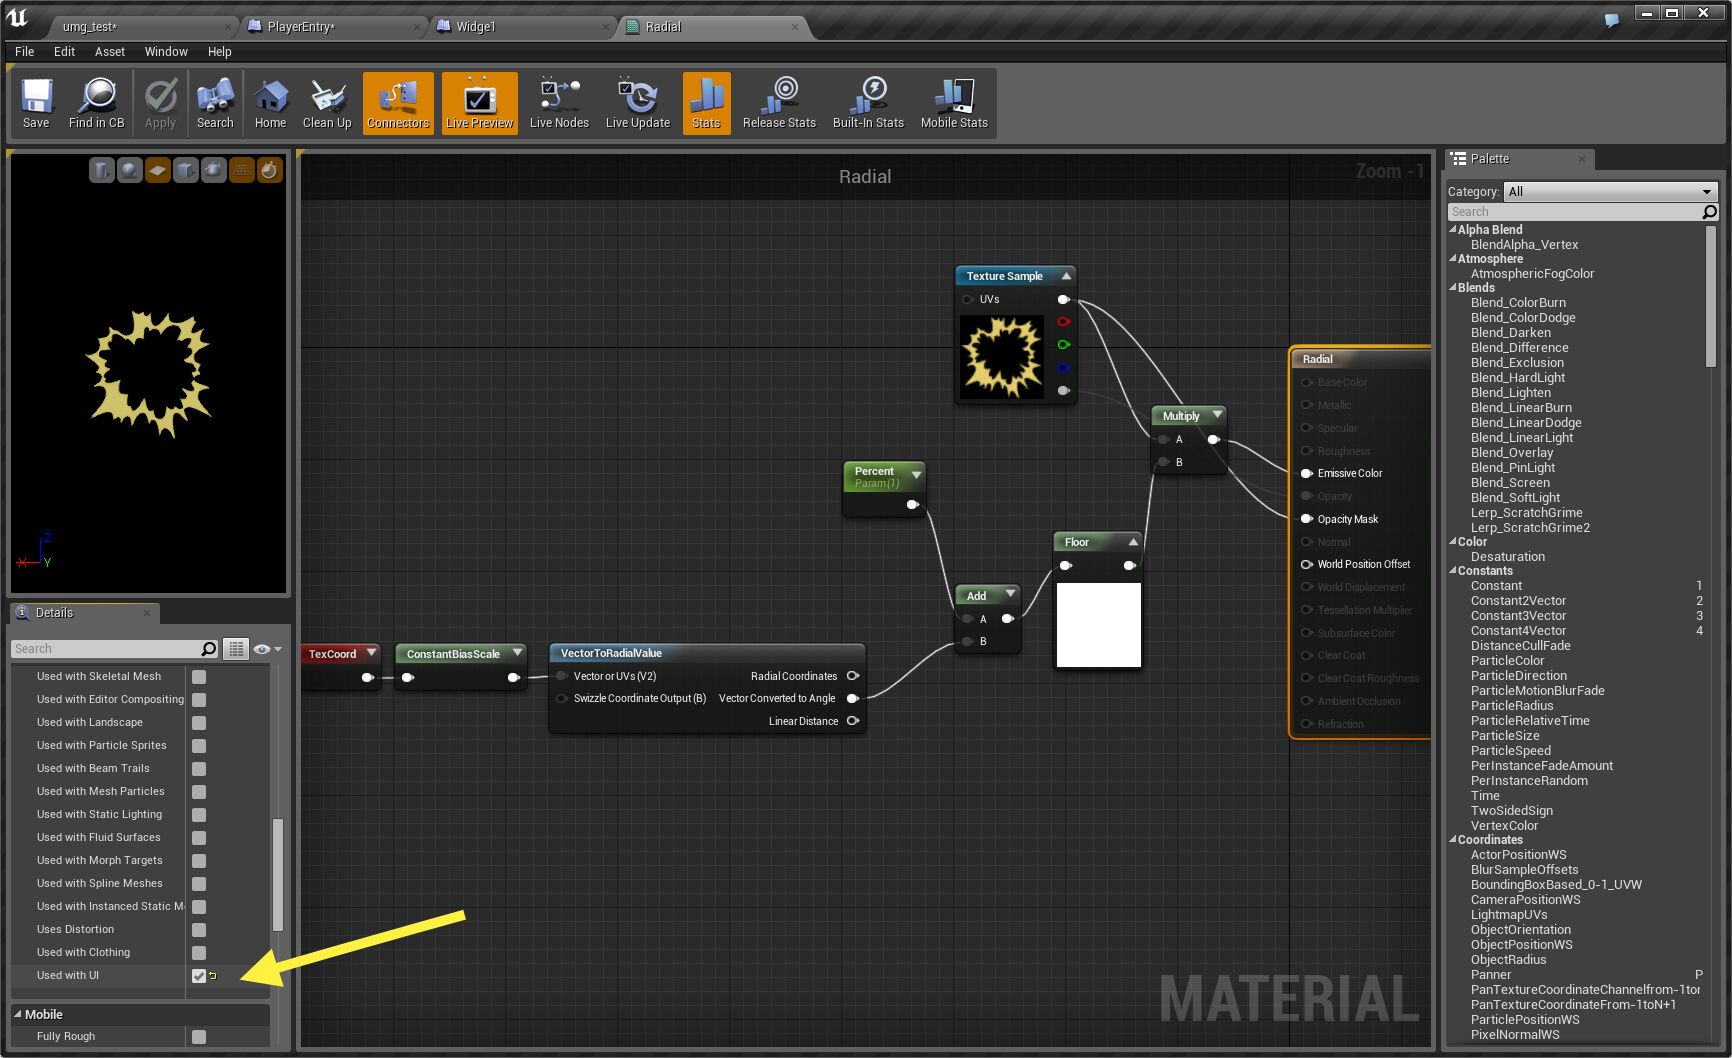 umg_test*
PlayerEntry*
Widge1
Radial
File Edit Asset Window Help
Save
Find in CB
Apply
Search
Home
Clean Up
Connectors
Live Preview
Live Nodes
Live Update
Stats
Release Stats
Built-In Stats
Mobile Stats
Z
X
Y
Details
Search
Used with Skeletal Mesh
Used with Editor Compositing
Used with Landscape
Used with Particle Sprites
Used with Beam Trails
Used with Mesh Particles
Used with Static Lighting
Used with Fluid Surfaces
Used with Morph Targets
Used with Spline Meshes
Used with Instanced Static M
Uses Distortion
Used with Clothing
Used with UI
Mobile
Fully Rough
Radial
Zoom -1
Texture Sample
UVs
Multiply
A
B
Percent
Param(1)
Floor
Add
A
B
TexCoord
ConstantBiasScale
VectorToRadialValue
Vector or UVs (V2)
Swizzle Coordinate Output (B)
Radial Coordinates
Vector Converted to Angle
Linear Distance
Radial
Base Color
Metallic
Specular
Roughness
Emissive Color
Opacity
Opacity Mask
Normal
World Position Offset
World Displacement
Tessellation Multiplier
Subsurface Color
Clear Coat
Clear Coat Roughness
Ambient Occlusion
Refraction
MATERIAL
Palette
Category: All
Search
Alpha Blend
BlendAlpha_Vertex
Atmosphere
AtmosphericFogColor
Blends
Blend_ColorBurn
Blend_ColorDodge
Blend_Darken
Blend_Difference
Blend_Exclusion
Blend_HardLight
Blend_Lighten
Blend_LinearBurn
Blend_LinearDodge
Blend_LinearLight
Blend_Overlay
Blend_PinLight
Blend_Screen
Blend_SoftLight
Lerp_ScratchGrime
Lerp_ScratchGrime2
Color
Desaturation
Constants
Constant 1
Constant2Vector 2
Constant3Vector 3
Constant4Vector 4
DistanceCullFade
ParticleColor
ParticleDirection
ParticleMotionBlurFade
ParticleRadius
ParticleRelativeTime
ParticleSize
ParticleSpeed
PerInstanceFadeAmount
PerInstanceRandom
Time
TwoSidedSign
VertexColor
Coordinates
ActorPositionWS
BlurSampleOffsets
BoundingBoxBased_0-1_UVW
CameraPositionWS
LightmapUVs
ObjectOrientation
ObjectPositionWS
ObjectRadius
Panner P
PanTextureCoordinateChannelfrom-1tor
PanTextureCoordinateFrom-1toN+1
ParticlePositionWS
PixelNormalWS